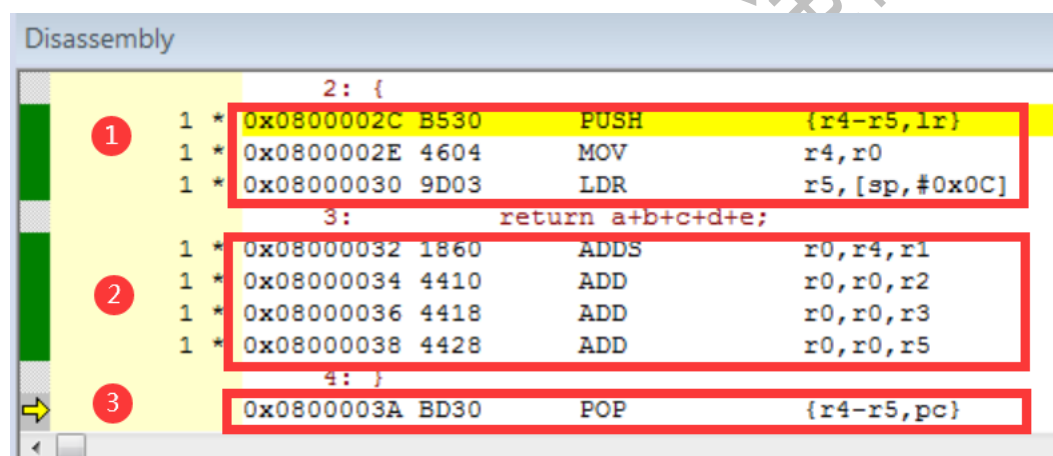 Disassembly
2: {
1 * 0x0800002C B530 PUSH {r4-r5,lr}
1 * 0x0800002E 4604 MOV r4,r0
1 * 0x08000030 9D03 LDR r5,[sp,#0x0C]
3: return a+b+c+d+e;
1 * 0x08000032 1860 ADDS r0,r4,r1
1 * 0x08000034 4410 ADD r0,r0,r2
1 * 0x08000036 4418 ADD r0,r0,r3
1 * 0x08000038 4428 ADD r0,r0,r5
4: }
0x0800003A BD30 POP {r4-r5,pc}
1
2
3